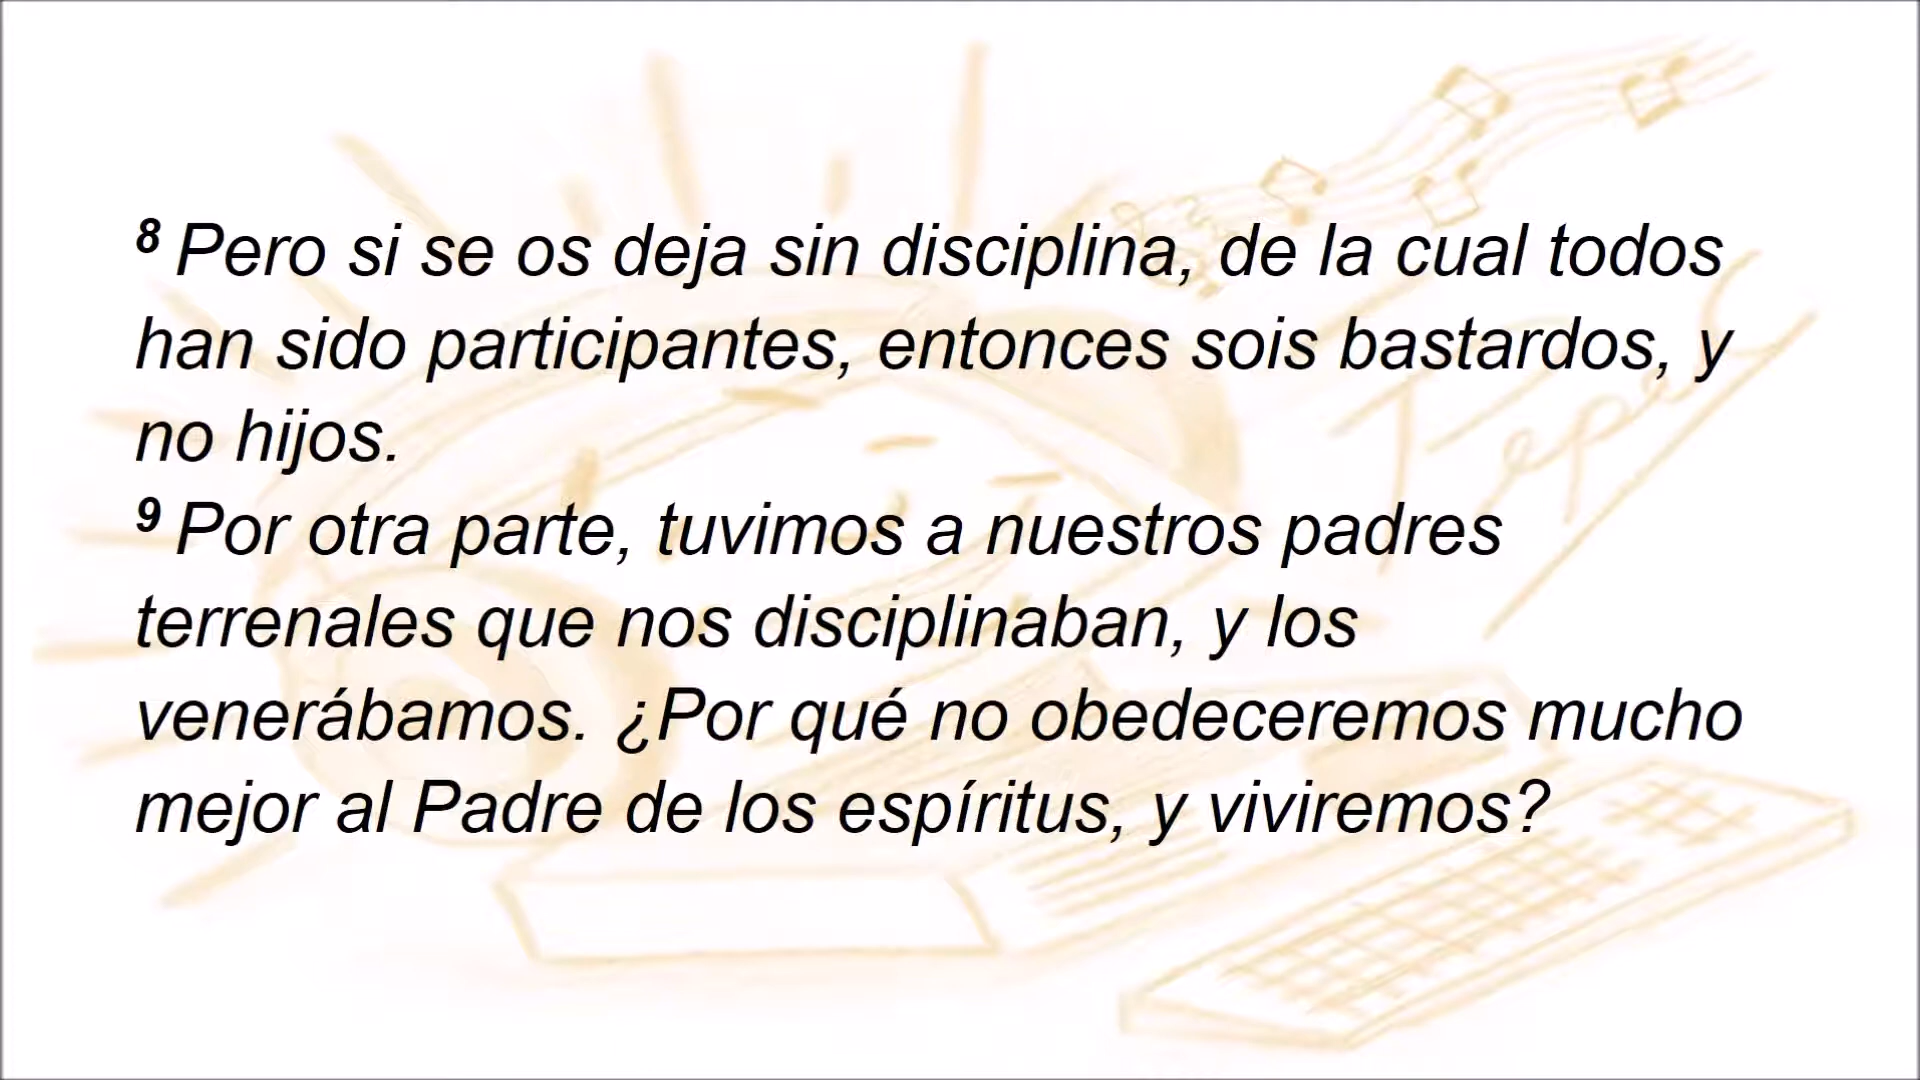 8 Pero si se os deja sin disciplina, de la cual todos
han sido participantes, entonces sois bastardos, y
no hijos.
9 Por otra parte, tuvimos a nuestros padres
terrenales que nos disciplinaban, y los
venerábamos. ¿Por qué no obedeceremos mucho
mejor al Padre de los espíritus, y viviremos?